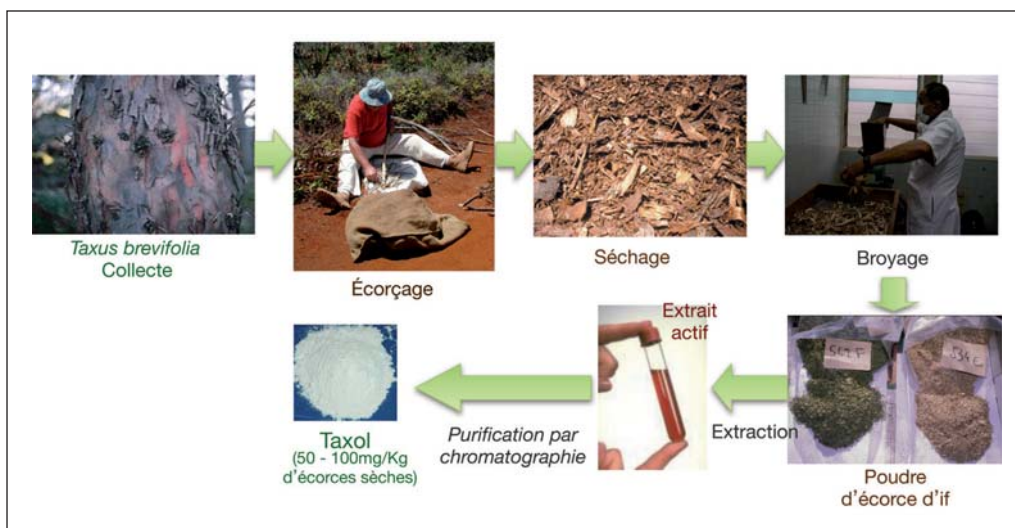 Taxus brevifolia
Collecte
Écorçage
Séchage
Broyage
Poudre
d'écorce d'if
Extraction
Extrait
actif
Purification par
chromatographie
Taxol
(50 - 100mg/Kg
d'écorces sèches)